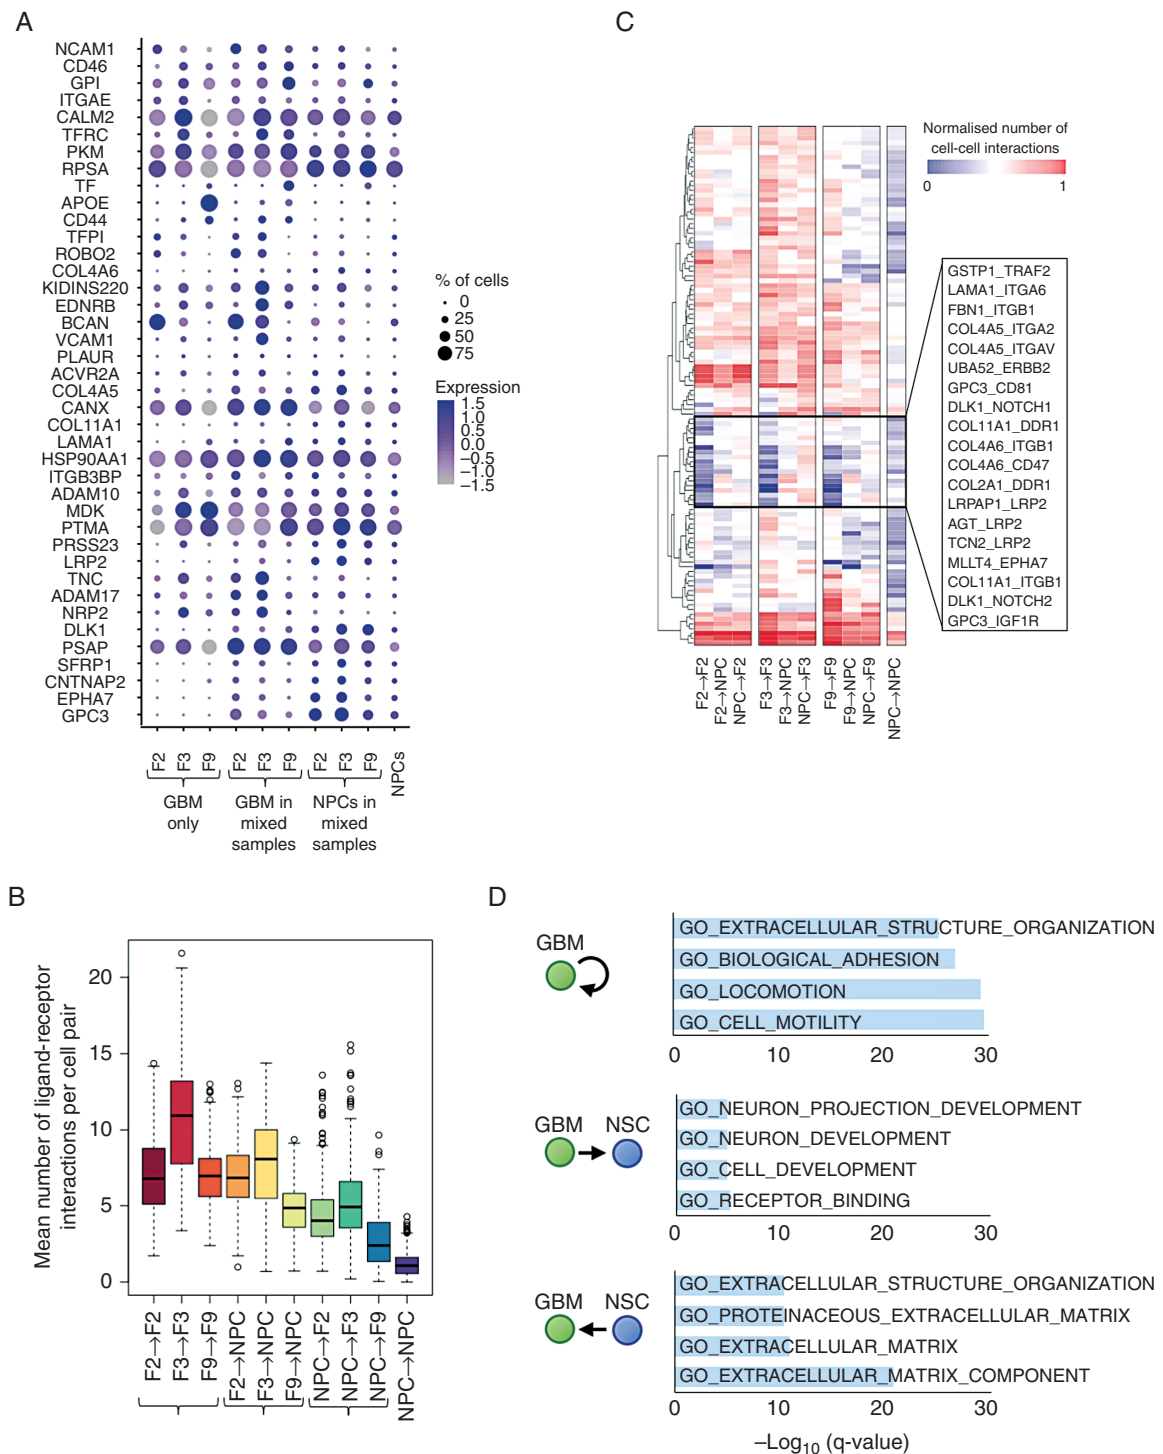 A
NCAM1
CD46
GPI
ITGAE
CALM2
TFRC
PKM
RPSA
TF
APOE
CD44
TFPI
ROBO2
COL4A6
KIDINS220
EDNRB
BCAN
VCAM1
PLAUR
ACVR2A
COL4A5
CANX
COL11A1
LAMA1
HSP90AA1
ITGB3BP
ADAM10
MDK
PTMA
PRSS23
LRP2
TNC
ADAM17
NRP2
DLK1
PSAP
SFRP1
CNTNAP2
EPHA7
GPC3
F2
F3
F9
F2
F3
F9
F2
F3
F9
NPCs
GBM
only
GBM in
mixed
samples
NPCs in
mixed
samples
% of cells
0
25
50
75
Expression
1.5
1.0
0.5
0.0
−0.5
−1.0
−1.5
C
Normalised number of
cell-cell interactions
0
1
GSTP1_TRAF2
LAMA1_ITGA6
FBN1_ITGB1
COL4A5_ITGA2
COL4A5_ITGAV
UBA52_ERBB2
GPC3_CD81
DLK1_NOTCH1
COL11A1_DDR1
COL4A6_ITGB1
COL4A6_CD47
COL2A1_DDR1
LRPAP1_LRP2
AGT_LRP2
TCN2_LRP2
MLLT4_EPHA7
COL11A1_ITGB1
DLK1_NOTCH2
GPC3_IGF1R
F2→F2
F2→NPC
NPC→F2
F3→F3
F3→NPC
NPC→F3
F9→F9
F9→NPC
NPC→F9
NPC→NPC
B
Mean number of ligand-receptor
interactions per cell pair
20
15
10
5
0
F2→F2
F3→F3
F9→F9
F2→NPC
F3→NPC
F9→NPC
NPC→F2
NPC→F3
NPC→F9
NPC→NPC
D
GBM
GO_EXTRACELLULAR_STRUCTURE_ORGANIZATION
GO_BIOLOGICAL_ADHESION
GO_LOCOMOTION
GO_CELL_MOTILITY
0
10
20
30
GBM
NSC
GO_NEURON_PROJECTION_DEVELOPMENT
GO_NEURON_DEVELOPMENT
GO_CELL_DEVELOPMENT
GO_RECEPTOR_BINDING
0
10
20
30
GBM
NSC
GO_EXTRACELLULAR_STRUCTURE_ORGANIZATION
GO_PROTEINACEOUS_EXTRACELLULAR_MATRIX
GO_EXTRACELLULAR_MATRIX
GO_EXTRACELLULAR_MATRIX_COMPONENT
0
10
20
30
−Log10 (q-value)